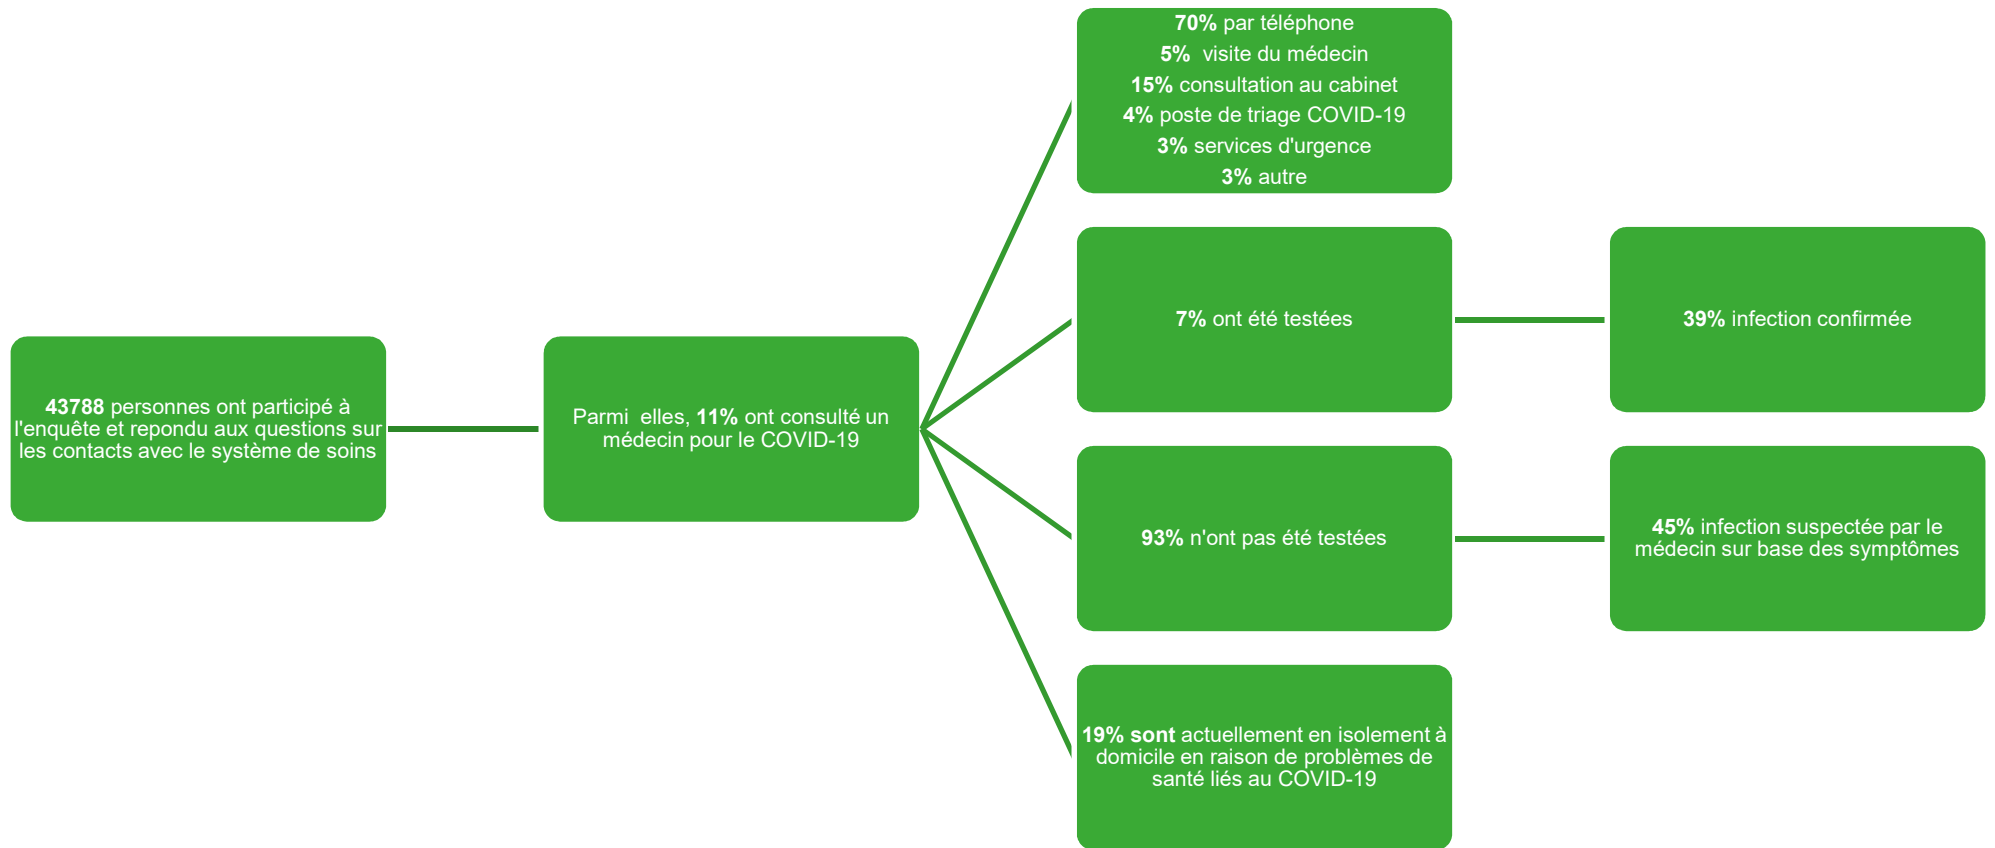 43788 personnes ont participé à
l'enquête et repondu aux questions sur
les contacts avec le système de soins
Parmi  elles, 11% ont consulté un
médecin pour le COVID-19
70% par téléphone
5%  visite du médecin
15% consultation au cabinet
4% poste de triage COVID-19
3% services d'urgence
3% autre
7% ont été testées
39% infection confirmée
93% n'ont pas été testées
45% infection suspectée par le
médecin sur base des symptômes
19% sont actuellement en isolement à
domicile en raison de problèmes de
santé liés au COVID-19